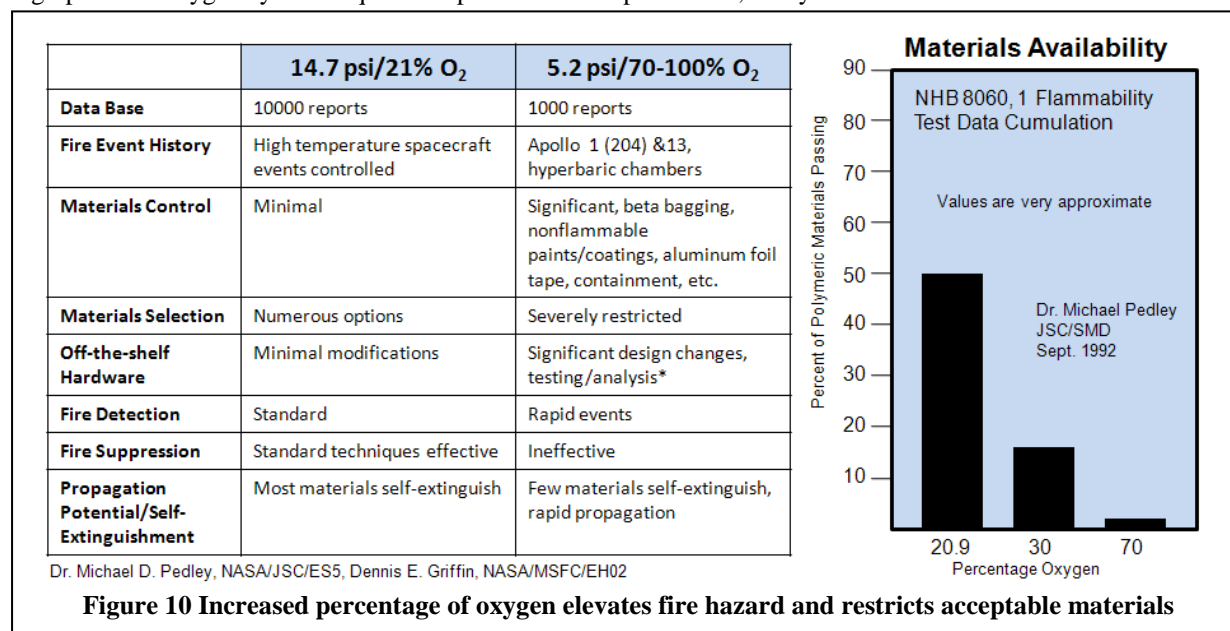 14.7 psi/21% O₂ 5.2 psi/70-100% O₂
Data Base 10000 reports 1000 reports
Fire Event History High temperature spacecraft events controlled Apollo 1 (204) &13, hyperbaric chambers
Materials Control Minimal Significant, beta bagging, nonflammable paints/coatings, aluminum foil tape, containment, etc.
Materials Selection Numerous options Severely restricted
Off-the-shelf Hardware Minimal modifications Significant design changes, testing/analysis*
Fire Detection Standard Rapid events
Fire Suppression Standard techniques effective Ineffective
Propagation Potential/Self-Extinguishment Most materials self-extinguish Few materials self-extinguish, rapid propagation
Dr. Michael D. Pedley, NASA/JSC/ES5, Dennis E. Griffin, NASA/MSFC/EH02
Materials Availability
NHB 8060, 1 Flammability
Test Data Cumulation
Values are very approximate
Dr. Michael Pedley
JSC/SMD
Sept. 1992
Percent of Polymeric Materials Passing
90
80
70
60
50
40
30
20
10
20.9 30 70
Percentage Oxygen
Figure 10 Increased percentage of oxygen elevates fire hazard and restricts acceptable materials